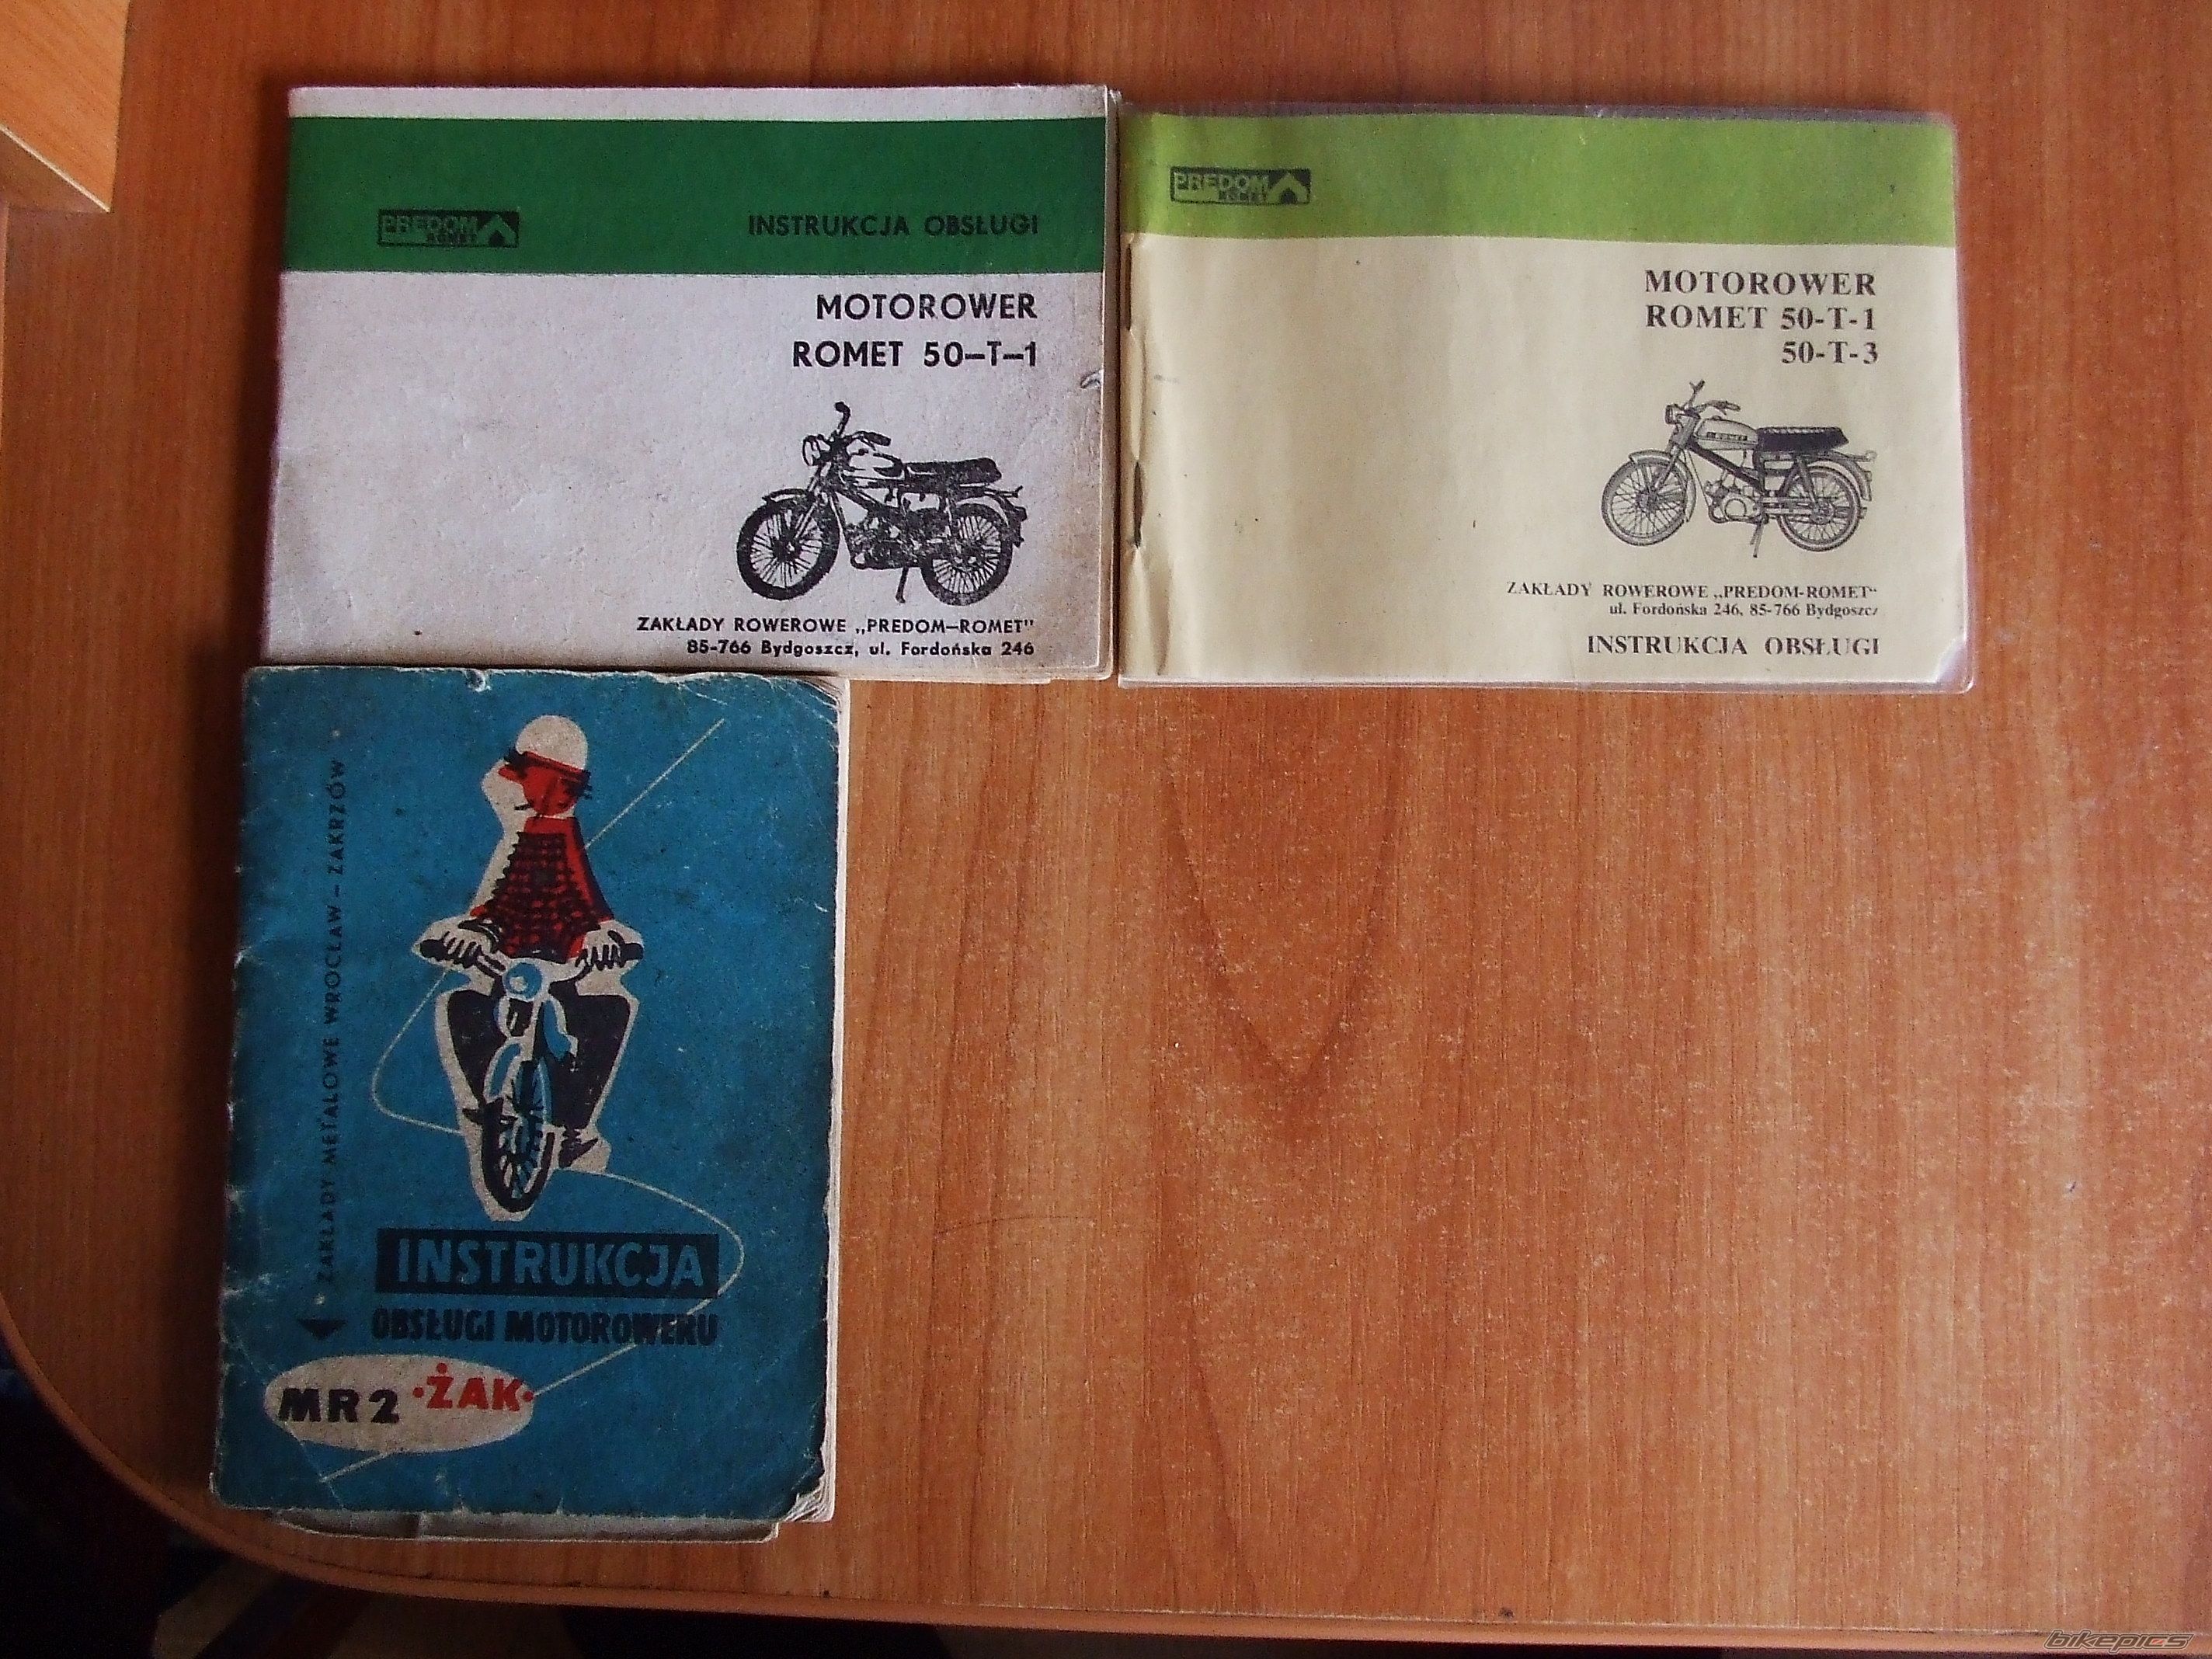 PREDOM
ROMET
INSTRUKCJA OBSŁUGI
MOTOROWER
ROMET 50–T–1
ZAKŁADY ROWEROWE „PREDOM–ROMET”
85-766 Bydgoszcz, ul. Fordońska 246
PREDOM
ROMET
MOTOROWER
ROMET 50-T-1
50-T-3
ROMET
ZAKŁADY ROWEROWE „PREDOM-ROMET“
ul. Fordońska 246, 85-766 Bydgoszcz
INSTRUKCJA OBSŁUGI
ZAKŁADY METALOWE WROCŁAW – ZAKRZÓW
INSTRUKCJA
OBSŁUGI MOTOROWERU
MR2 •ŻAK•
bikepics